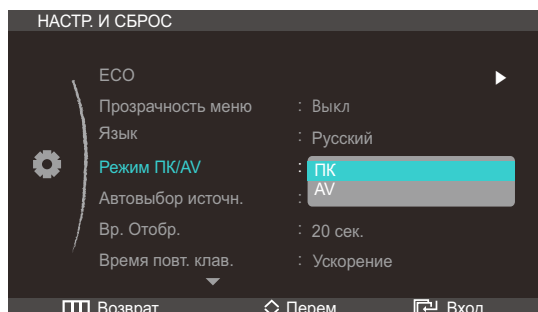 НАСТР. И СБРОС
ECO
Прозрачность меню : Выкл
Язык : Русский
Режим ПК/AV : ПК
AV
Автовыбор источн. :
Вр. Отобр. : 20 сек.
Время повт. клав. : Ускорение
Возврат Перем. Вход